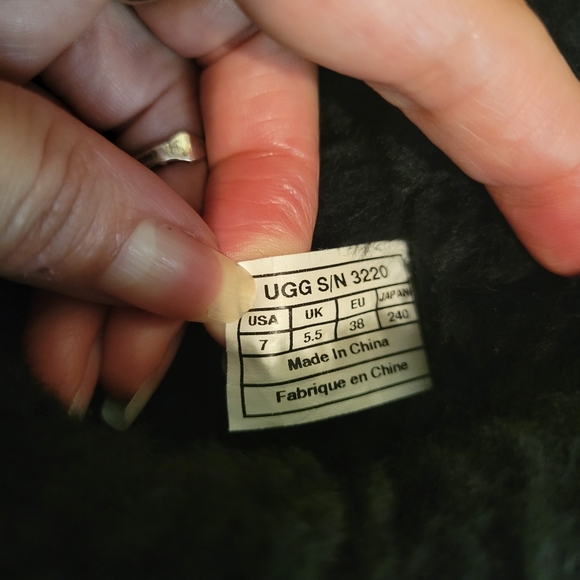 UGG S/N 3220
USA UK EU JAPAN
7 5.5 38 240
Made In China
Fabrique en Chine